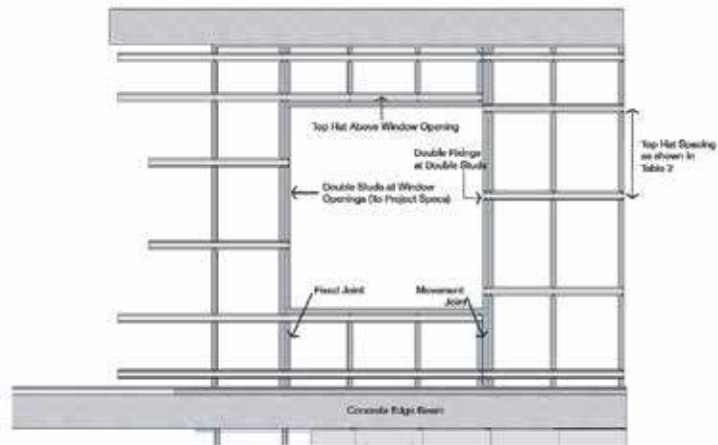 Top Hat Above Window Opening
Double Fixings
at Double Studs
Top Hat Spacing
as shown in
Table 2
Double Studs at Window
Openings (to Project Specs)
Fixed Joint
Movement
Joint
Concrete Edge Beam